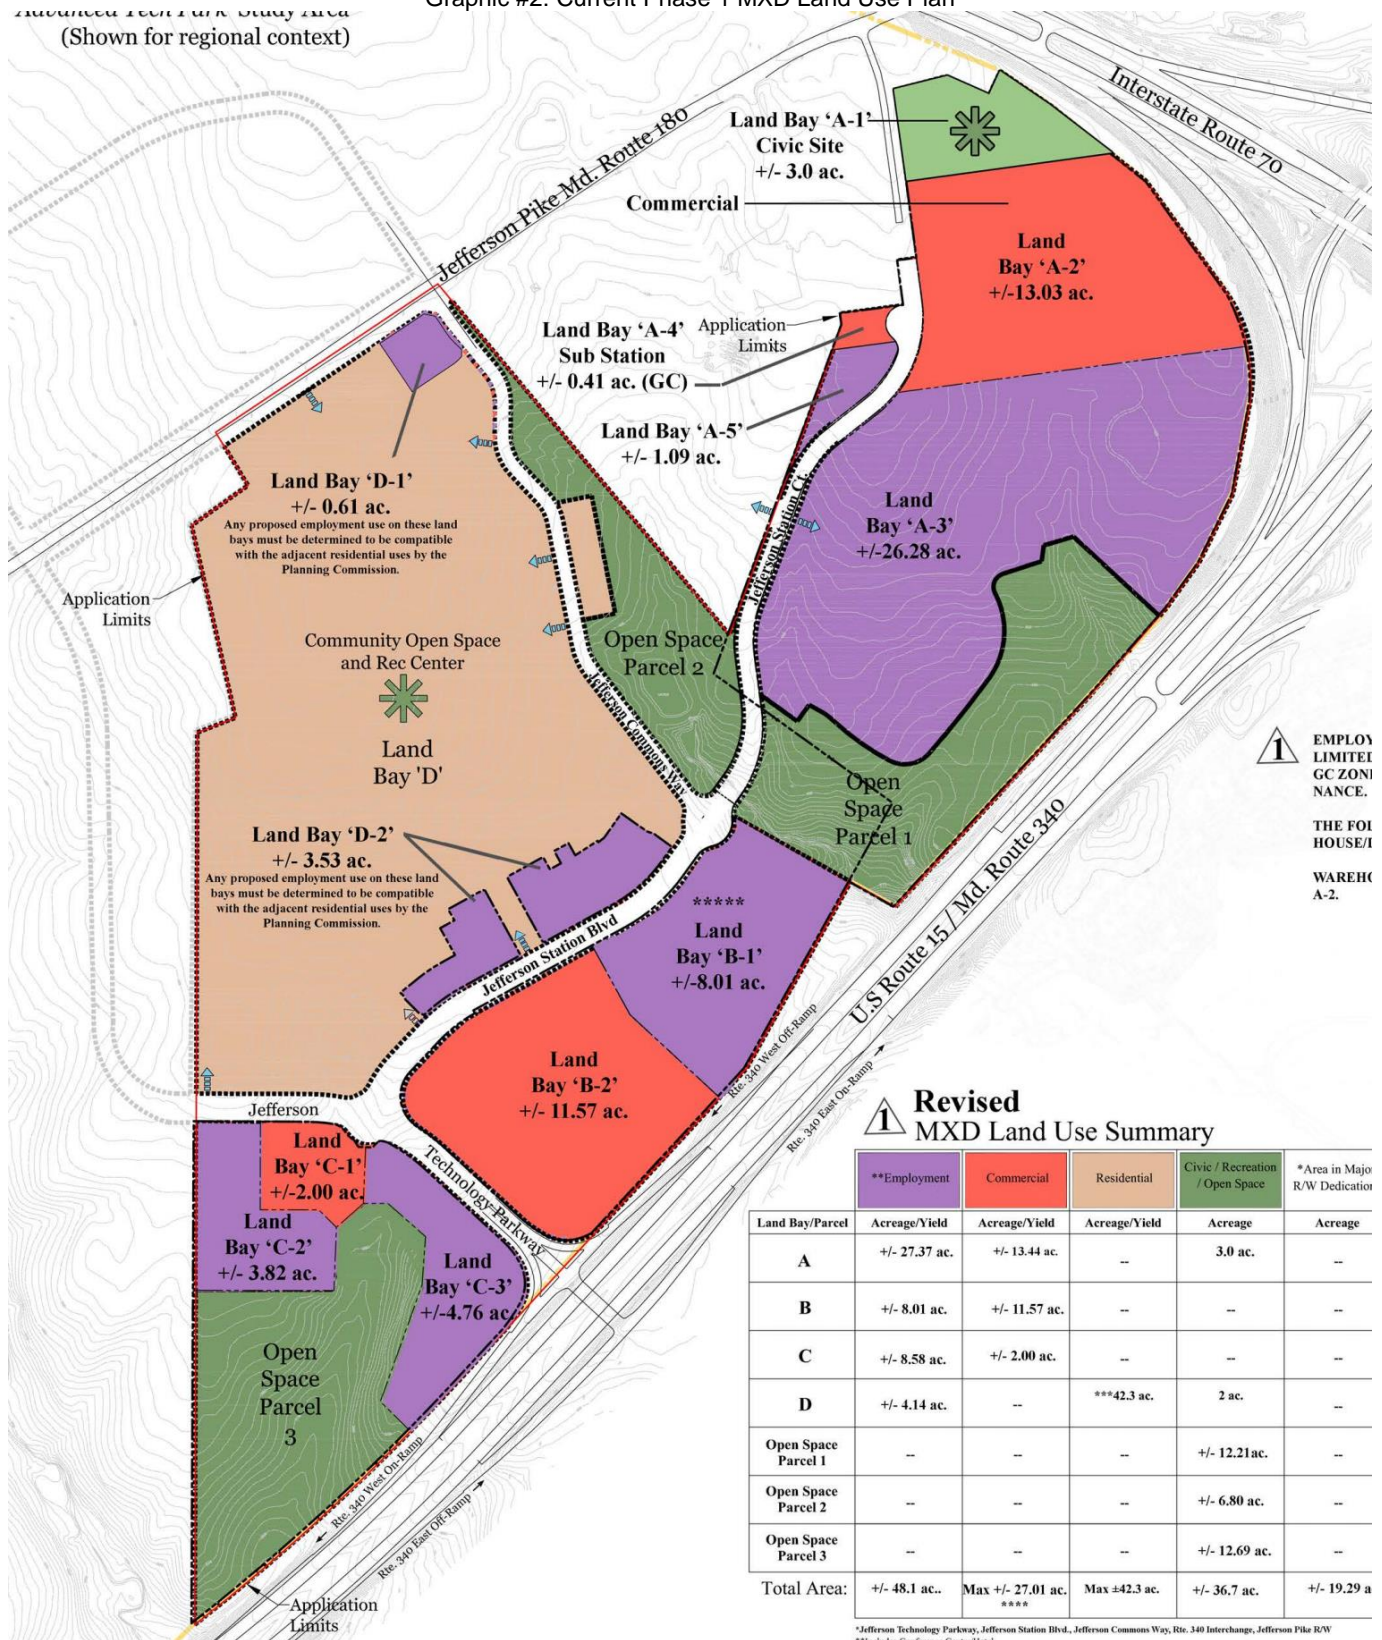 Graphic #2: Current Phase 1 MXD Land Use Plan
Advanced Tech Park Study Area
(Shown for regional context)
Interstate Route 70
Jefferson Pike Md. Route 180
Land Bay ‘A-1’
Civic Site
+/- 3.0 ac.
Commercial
Land
Bay ‘A-2’
+/-13.03 ac.
Land Bay ‘A-4’
Sub Station
+/- 0.41 ac. (GC)
Application
Limits
Land Bay ‘A-5’
+/- 1.09 ac.
Land Bay ‘D-1’
+/- 0.61 ac.
Any proposed employment use on these land
bays must be determined to be compatible
with the adjacent residential uses by the
Planning Commission.
Land
Bay ‘A-3’
+/-26.28 ac.
Jefferson Station Ct.
Application
Limits
Community Open Space
and Rec Center
Open Space
Parcel 2
Jefferson Commons Way
Land
Bay 'D'
Open
Space
Parcel 1
1
EMPLOY
LIMITED
GC ZON
NANCE.
THE FOL
HOUSE/
WAREHO
A-2.
Land Bay ‘D-2’
+/- 3.53 ac.
Any proposed employment use on these land
bays must be determined to be compatible
with the adjacent residential uses by the
Planning Commission.
*****
Land
Bay ‘B-1’
+/-8.01 ac.
Jefferson Station Blvd
U.S Route 15 / Md. Route 340
Land
Bay ‘B-2’
+/- 11.57 ac.
Rte. 340 West Off-Ramp
Rte. 340 East On-Ramp
Jefferson
Technology Parkway
Land
Bay ‘C-1’
+/-2.00 ac.
Land
Bay ‘C-2’
+/- 3.82 ac.
Land
Bay ‘C-3’
+/-4.76 ac.
Open
Space
Parcel
3
Rte. 340 West On-Ramp
Rte. 340 East Off-Ramp
Application
Limits
1 Revised
MXD Land Use Summary
**Employment Commercial Residential Civic / Recreation / Open Space *Area in Major R/W Dedication
Land Bay/Parcel Acreage/Yield Acreage/Yield Acreage/Yield Acreage Acreage
A +/- 27.37 ac. +/- 13.44 ac. -- 3.0 ac. --
B +/- 8.01 ac. +/- 11.57 ac. -- -- --
C +/- 8.58 ac. +/- 2.00 ac. -- -- --
D +/- 4.14 ac. -- ***42.3 ac. 2 ac. --
Open Space Parcel 1 -- -- -- +/- 12.21ac. --
Open Space Parcel 2 -- -- -- +/- 6.80 ac. --
Open Space Parcel 3 -- -- -- +/- 12.69 ac. --
Total Area: +/- 48.1 ac.. Max +/- 27.01 ac. **** Max ±42.3 ac. +/- 36.7 ac. +/- 19.29 a
*Jefferson Technology Parkway, Jefferson Station Blvd., Jefferson Commons Way, Rte. 340 Interchange, Jefferson Pike R/W